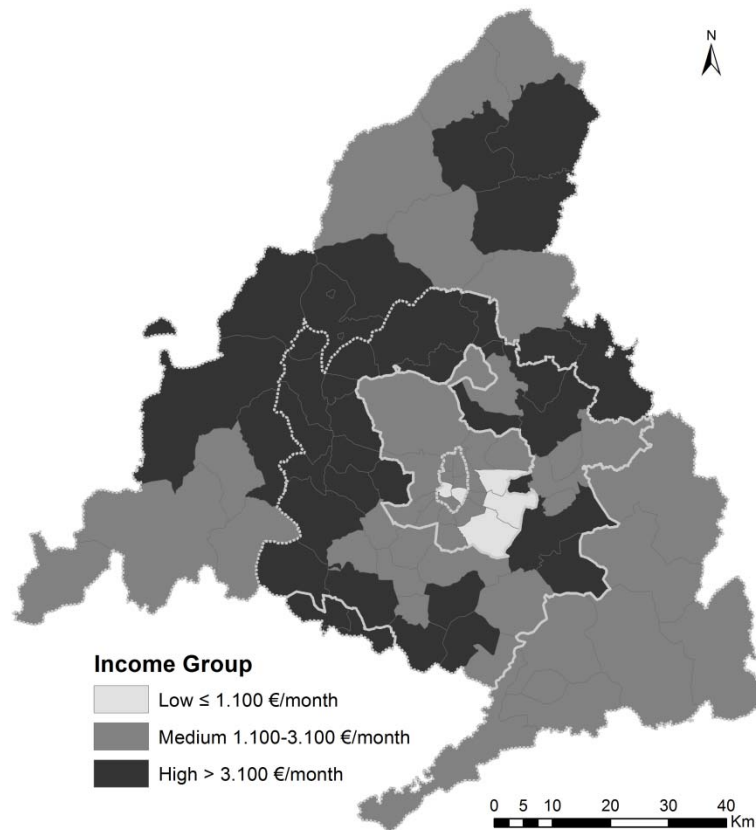 N
Income Group
Low ≤ 1.100 €/month
Medium 1.100-3.100 €/month
High > 3.100 €/month
0 5 10 20 30 40
Km